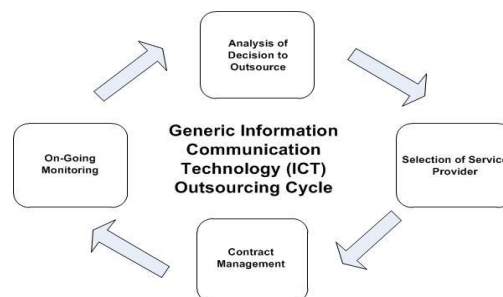 Analysis of
Decision to
Outsource
Generic Information
Communication
Technology (ICT)
Outsourcing Cycle
On-Going
Monitoring
Selection of Service
Provider
Contract
Management